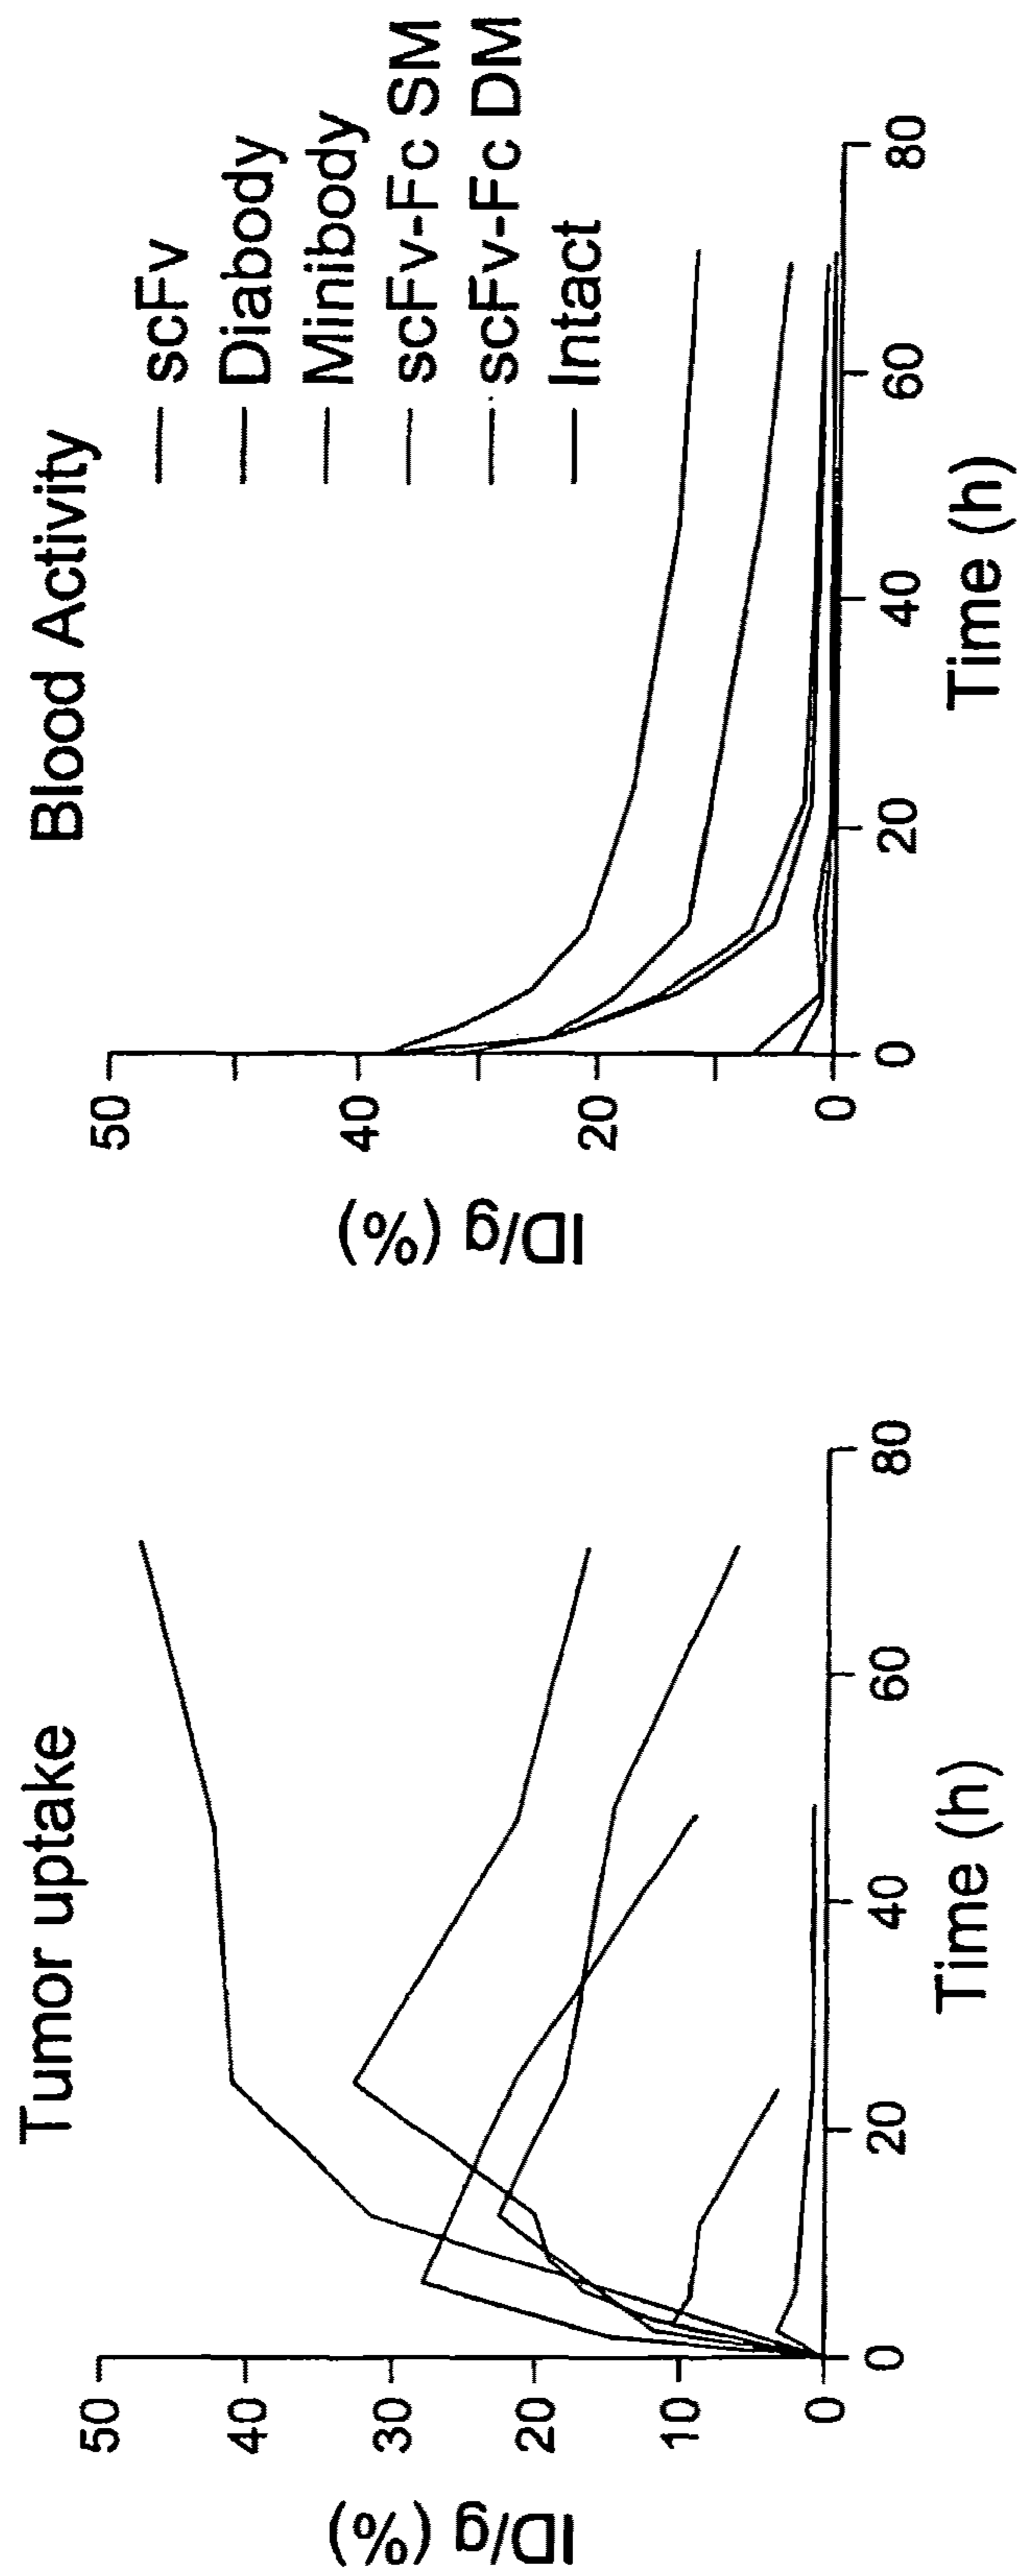 Tumor uptake
ID/g (%)
50
40
30
20
10
0
0 20 40 60 80
Time (h)
Blood Activity
ID/g (%)
50
40
20
0
0 20 40 60 80
Time (h)
scFv
Diabody
Minibody
scFv-Fc SM
scFv-Fc DM
Intact